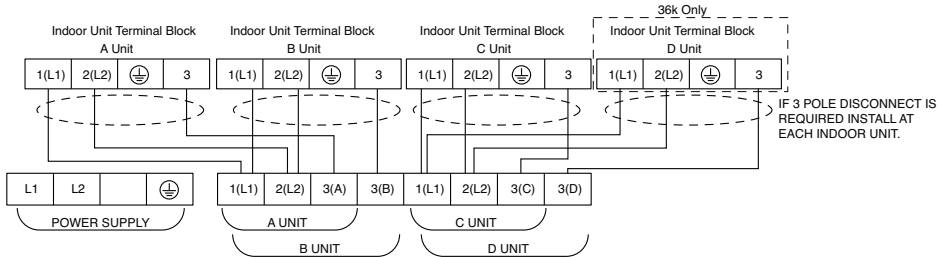 36k Only
Indoor Unit Terminal Block
A Unit
Indoor Unit Terminal Block
B Unit
Indoor Unit Terminal Block
C Unit
Indoor Unit Terminal Block
D Unit
1(L1) 2(L2) 3
1(L1) 2(L2) 3
1(L1) 2(L2) 3
1(L1) 2(L2) 3
IF 3 POLE DISCONNECT IS
REQUIRED INSTALL AT
EACH INDOOR UNIT.
L1 L2
1(L1) 2(L2) 3(A) 3(B) 1(L1) 2(L2) 3(C) 3(D)
POWER SUPPLY
A UNIT
C UNIT
B UNIT
D UNIT